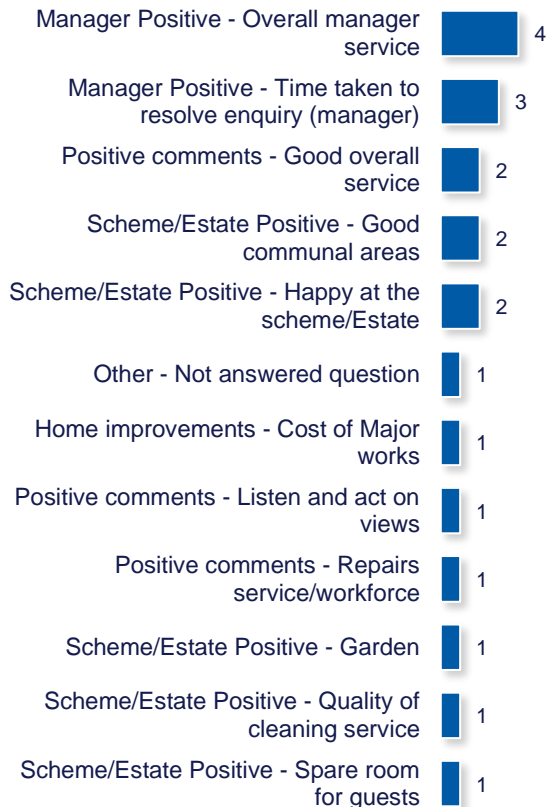 Manager Positive - Overall manager
service
4
Manager Positive - Time taken to
resolve enquiry (manager)
3
Positive comments - Good overall
service
2
Scheme/Estate Positive - Good
communal areas
2
Scheme/Estate Positive - Happy at the
scheme/Estate
2
Other - Not answered question
1
Home improvements - Cost of Major
works
1
Positive comments - Listen and act on
views
1
Positive comments - Repairs
service/workforce
1
Scheme/Estate Positive - Garden
1
Scheme/Estate Positive - Quality of
cleaning service
1
Scheme/Estate Positive - Spare room
for guests
1